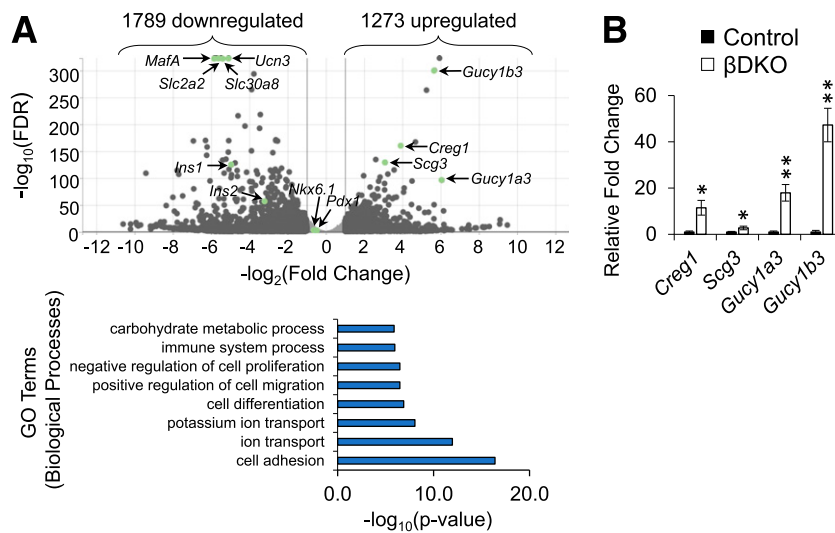 A
1789 downregulated
1273 upregulated
MafA
Ucn3
Slc2a2
Slc30a8
Gucy1b3
Creg1
Scg3
Gucy1a3
Ins1
Ins2
Nkx6.1
Pdx1
-log10(FDR)
300
250
200
150
100
50
0
-12 -10 -8 -6 -4 -2 0 2 4 6 8 10 12
-log2(Fold Change)
GO Terms
(Biological Processes)
carbohydrate metabolic process
immune system process
negative regulation of cell proliferation
positive regulation of cell migration
cell differentiation
potassium ion transport
ion transport
cell adhesion
0.0 10.0 20.0
-log10(p-value)
B
Control
βDKO
Relative Fold Change
60
40
20
0
* * ** **
Creg1
Scg3
Gucy1a3
Gucy1b3